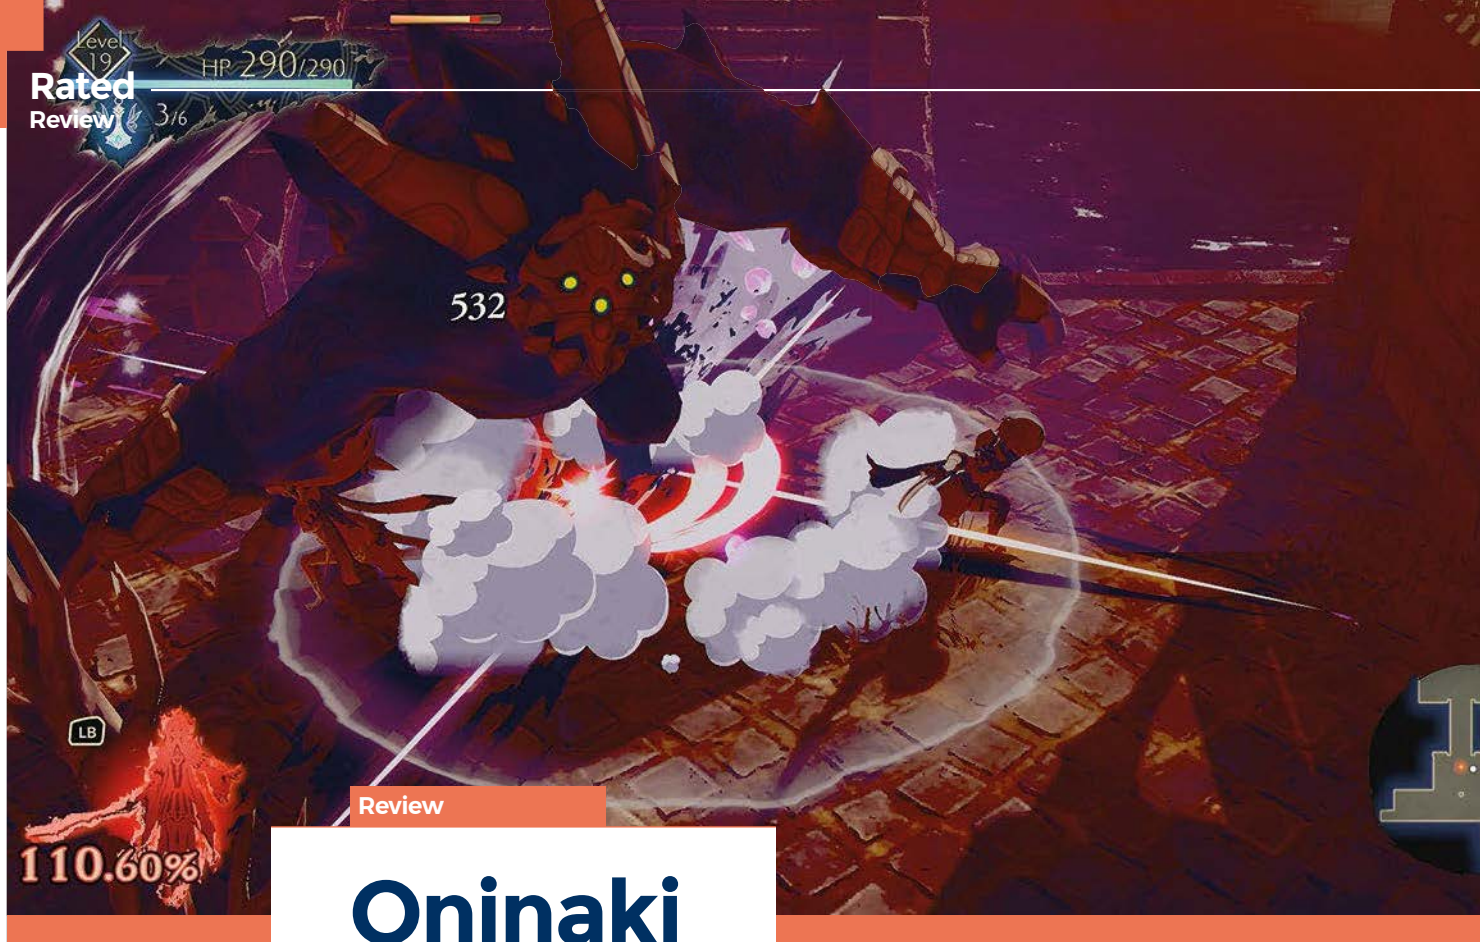 Level
19
HP 290/290
Rated
Review
3/6
532
LB
110.60%
Review
Oninaki